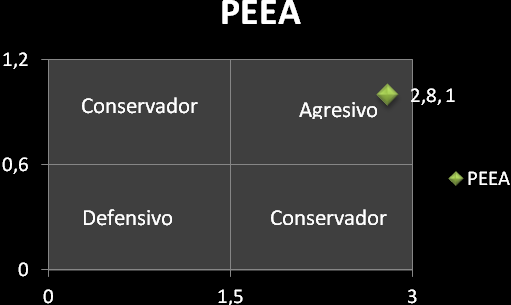 PEEA
1,2
Conservador
Agresivo
2,8, 1
0,6
PEEA
Defensivo
Conservador
0
0
1,5
3